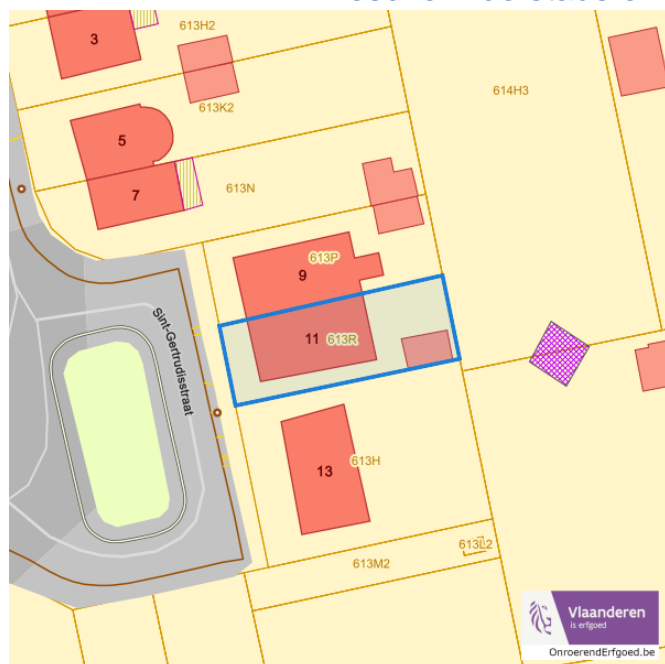 613H2
3
613K2
614H3
5
7
613N
613P
9
11
613R
Sint-Gertrudisstraat
13
613H
613L2
613M2
Vlaanderen
is erfgoed
OnroerendErfgoed.be